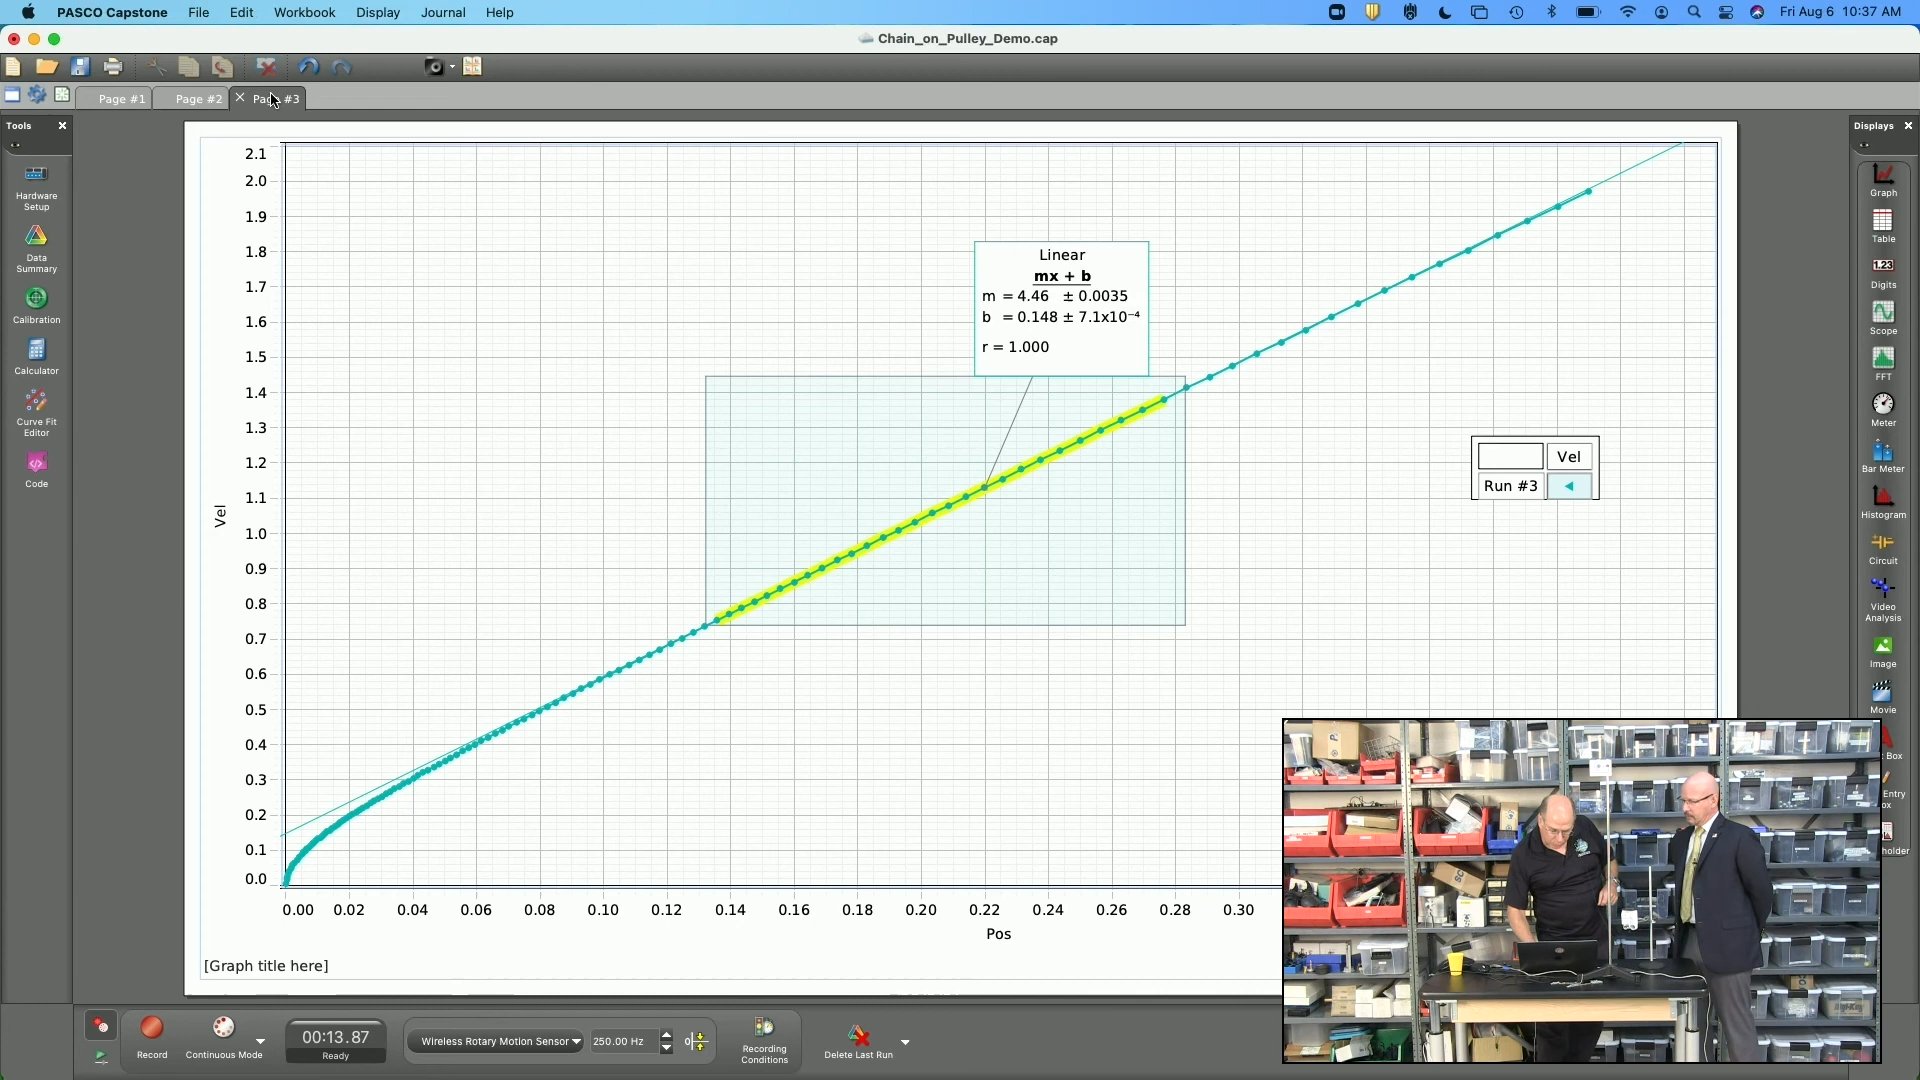 PASCO Capstone File Edit Workbook Display Journal Help Fri Aug 6 10:37 AM
Chain_on_Pulley_Demo.cap
Page #1 Page #2
#3
Tools
Displays
Hardware
Setup
Data
Summary
Calibration
Calculator
Curve Fit
Editor
Code
2.1
2.0
1.9
1.8
1.7
1.6
1.5
1.4
1.3
1.2
1.1
1.0
0.9
0.8
0.7
0.6
0.5
0.4
0.3
0.2
0.1
0.0
Vel
Linear
mx + b
m = 4.46 ± 0.0035
b = 0.148 ± 7.1x10⁻⁴
r = 1.000
Vel
Run #3
0.00 0.02 0.04 0.06 0.08 0.10 0.12 0.14 0.16 0.18 0.20 0.22 0.24 0.26 0.28 0.30
Pos
[Graph title here]
Graph
Table
1.23
Digits
Scope
FFT
Meter
Bar Meter
Histogram
Circuit
Video
Analysis
Image
Movie
Box
Entry
ox
holder
Record
Continuous Mode
00:13.87
Ready
Wireless Rotary Motion Sensor
250.00 Hz
Recording
Conditions
Delete Last Run